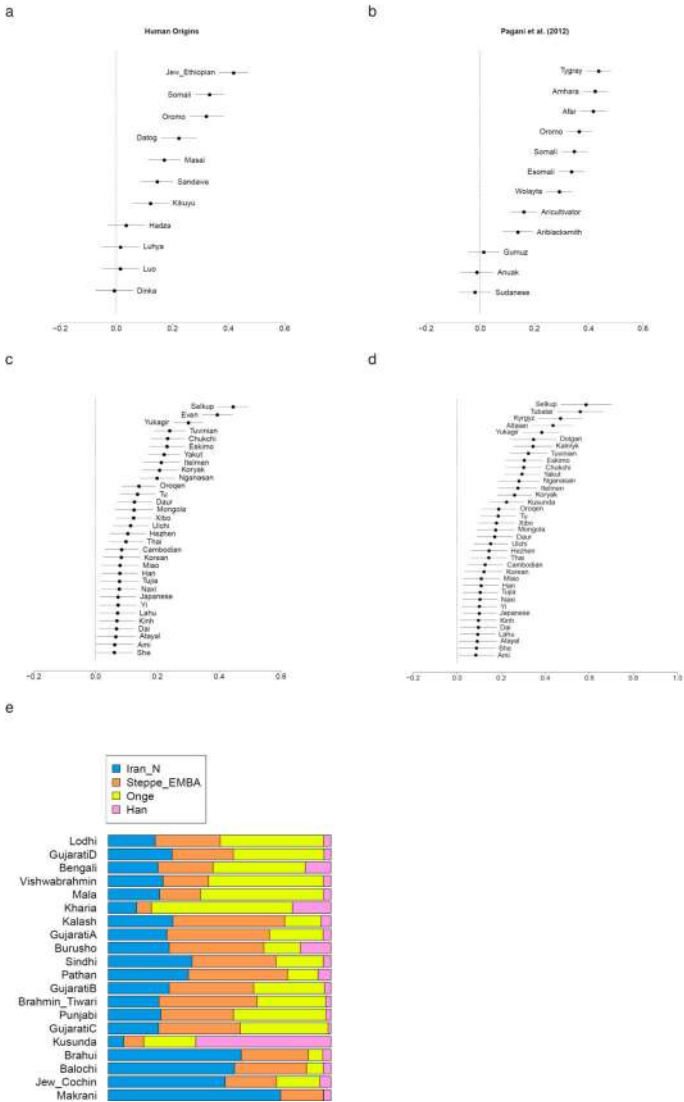 a
Human Origins
Jew_Ethiopian
Somali
Oromo
Datog
Masai
Sandawe
Kikuyu
Hadza
Luhya
Luo
Dinka
−0.2 0.0 0.2 0.4 0.6
b
Pagani et al. (2012)
Tygray
Amhara
Afar
Oromo
Somali
Esomali
Wolayta
Aricultivator
Ariblacksmith
Gumuz
Anuak
Sudanese
−0.2 0.0 0.2 0.4 0.6
c
Selkup
Even
Yukagir
Tuvinian
Chukchi
Eskimo
Yakut
Itelmen
Koryak
Nganasan
Oroqen
Tu
Daur
Mongola
Xibo
Ulchi
Hezhen
Thai
Cambodian
Korean
Miao
Han
Tujia
Naxi
Japanese
Yi
Lahu
Kinh
Dai
Atayal
Ami
She
−0.2 0.0 0.2 0.4 0.6
d
Selkup
Tubalar
Kyrgyz
Altaian
Yukagir
Dolgan
Kalmyk
Tuvinian
Eskimo
Chukchi
Yakut
Nganasan
Itelmen
Koryak
Kusunda
Oroqen
Tu
Xibo
Mongola
Daur
Ulchi
Hezhen
Thai
Cambodian
Korean
Miao
Han
Tujia
Naxi
Yi
Japanese
Kinh
Dai
Lahu
Atayal
She
Ami
−0.2 0.0 0.2 0.4 0.6 0.8 1.0
e
Iran_N
Steppe_EMBA
Onge
Han
Lodhi
GujaratiD
Bengali
Vishwabrahmin
Mala
Kharia
Kalash
GujaratiA
Burusho
Sindhi
Pathan
GujaratiB
Brahmin_Tiwari
Punjabi
GujaratiC
Kusunda
Brahui
Balochi
Jew_Cochin
Makrani